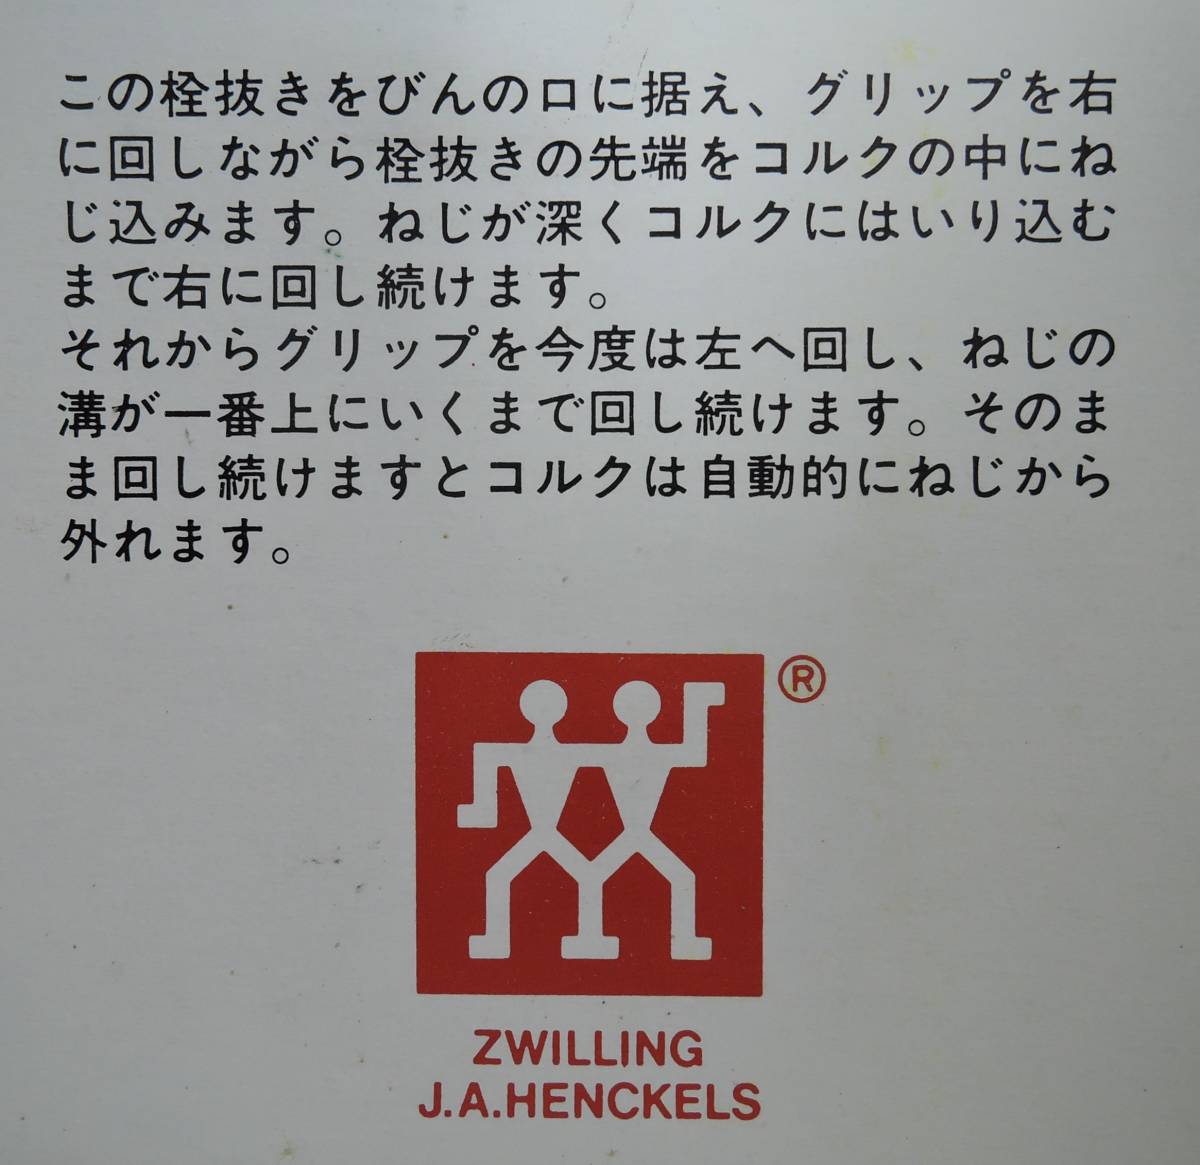 この栓抜きをびんの口に据え、グリップを右
に回しながら栓抜きの先端をコルクの中にね
じ込みます。ねじが深くコルクにはいり込む
まで右に回し続けます。
それからグリップを今度は左へ回し、ねじの
溝が一番上にいくまで回し続けます。そのま
ま回し続けますとコルクは自動的にねじから
外れます。
®
ZWILLING
J.A.HENCKELS